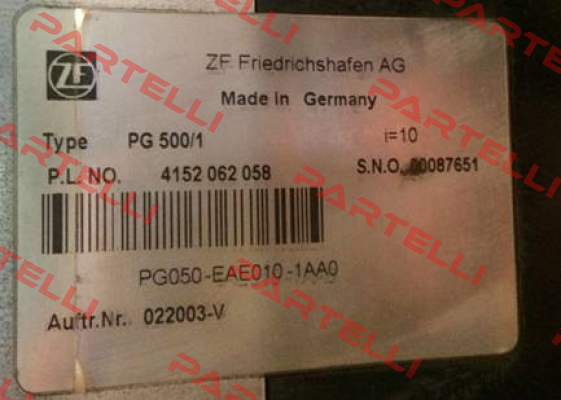 ZF
ZF Friedrichshafen AG
Made in Germany
Type PG 500/1 i=10
P.L. NO. 4152 062 058 S.N.O. 00087651
PG050-EAE010-1AA0
Auftr.Nr. 022003-V
PARTELLI
PARTELLI
PARTELLI
PARTELLI
PARTELLI